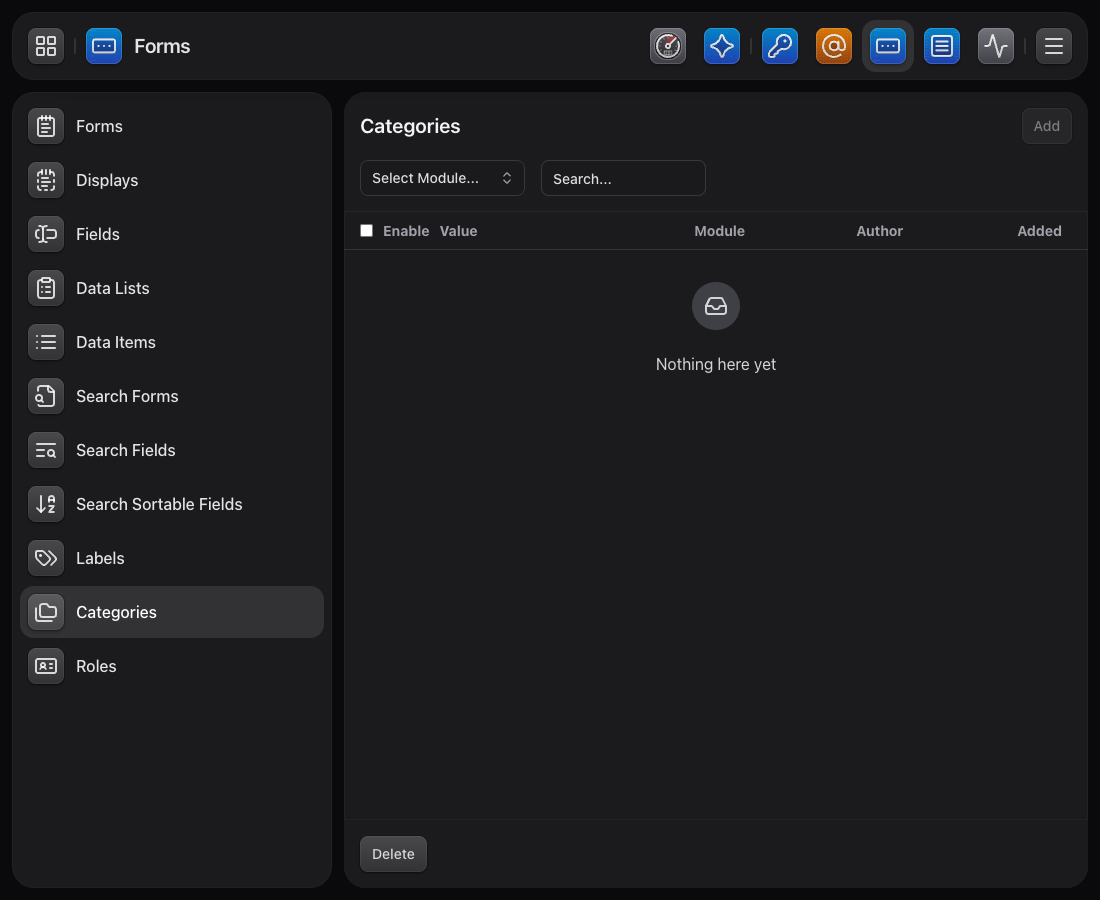 Forms
Forms
Displays
Fields
Data Lists
Data Items
Search Forms
Search Fields
Search Sortable Fields
Labels
Categories
Roles
Categories
Add
Select Module...
Search...
Enable Value Module Author Added
Nothing here yet
Delete